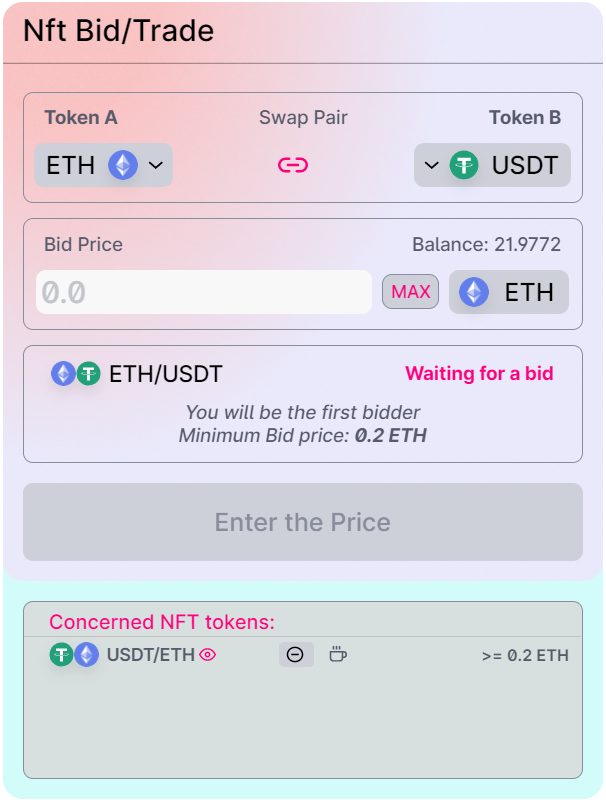 Nft Bid/Trade
Token A Swap Pair Token B
ETH USDT
Bid Price Balance: 21.9772
0.0 MAX ETH
ETH/USDT Waiting for a bid
You will be the first bidder
Minimum Bid price: 0.2 ETH
Enter the Price
Concerned NFT tokens:
USDT/ETH >= 0.2 ETH